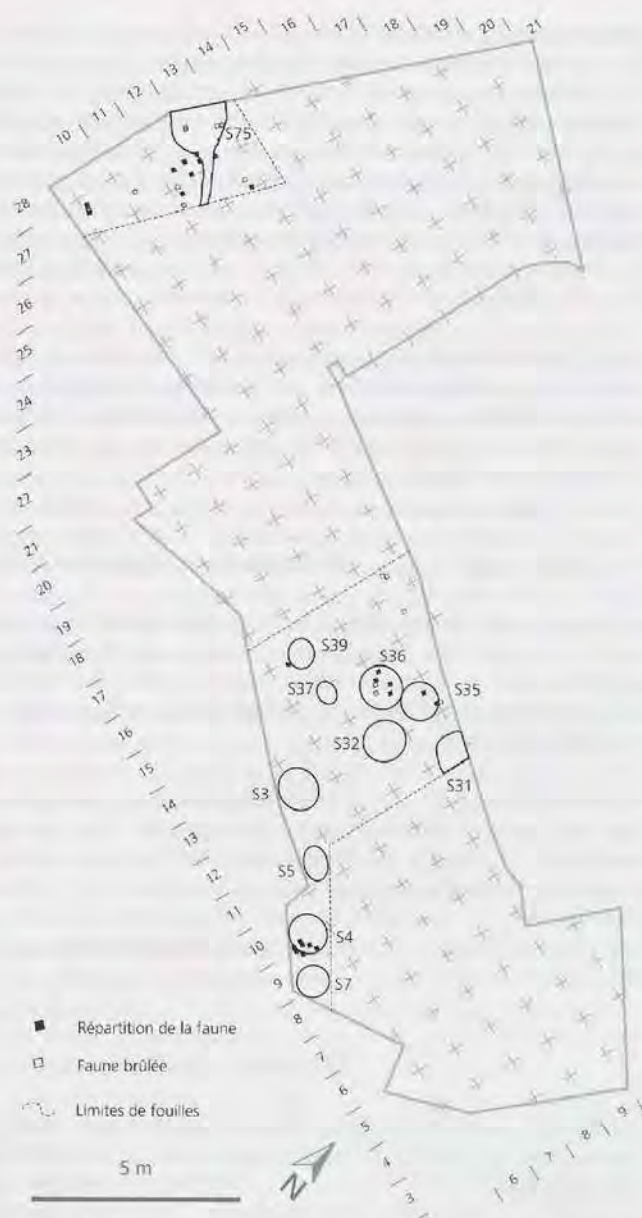 10 | 11 | 12 | 13 | 14 | 15 | 16 | 17 | 18 | 19 | 20 | 21
28
27
26
25
24
23
22
21
20
19
18
17
16
15
14
13
12
11
10
9
8
7
6
5
4
3
S75
S39
S36
S37
S35
S32
S31
S3
S5
S4
S7
Répartition de la faune
Faune brûlée
Limites de fouilles
5 m
N
6 | 7 | 8 | 9